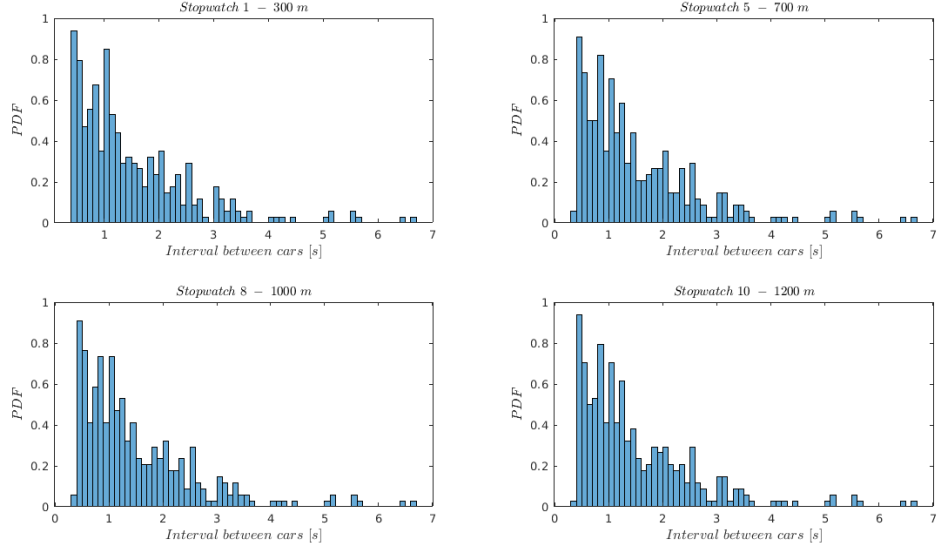 Stopwatch 1 − 300 m
1
0.8
0.6
0.4
0.2
0
PDF
1 2 3 4 5 6 7
Interval between cars [s]
Stopwatch 5 − 700 m
1
0.8
0.6
0.4
0.2
0
PDF
0 1 2 3 4 5 6 7
Interval between cars [s]
Stopwatch 8 − 1000 m
1
0.8
0.6
0.4
0.2
0
PDF
0 1 2 3 4 5 6 7
Interval between cars [s]
Stopwatch 10 − 1200 m
1
0.8
0.6
0.4
0.2
0
PDF
0 1 2 3 4 5 6 7
Interval between cars [s]